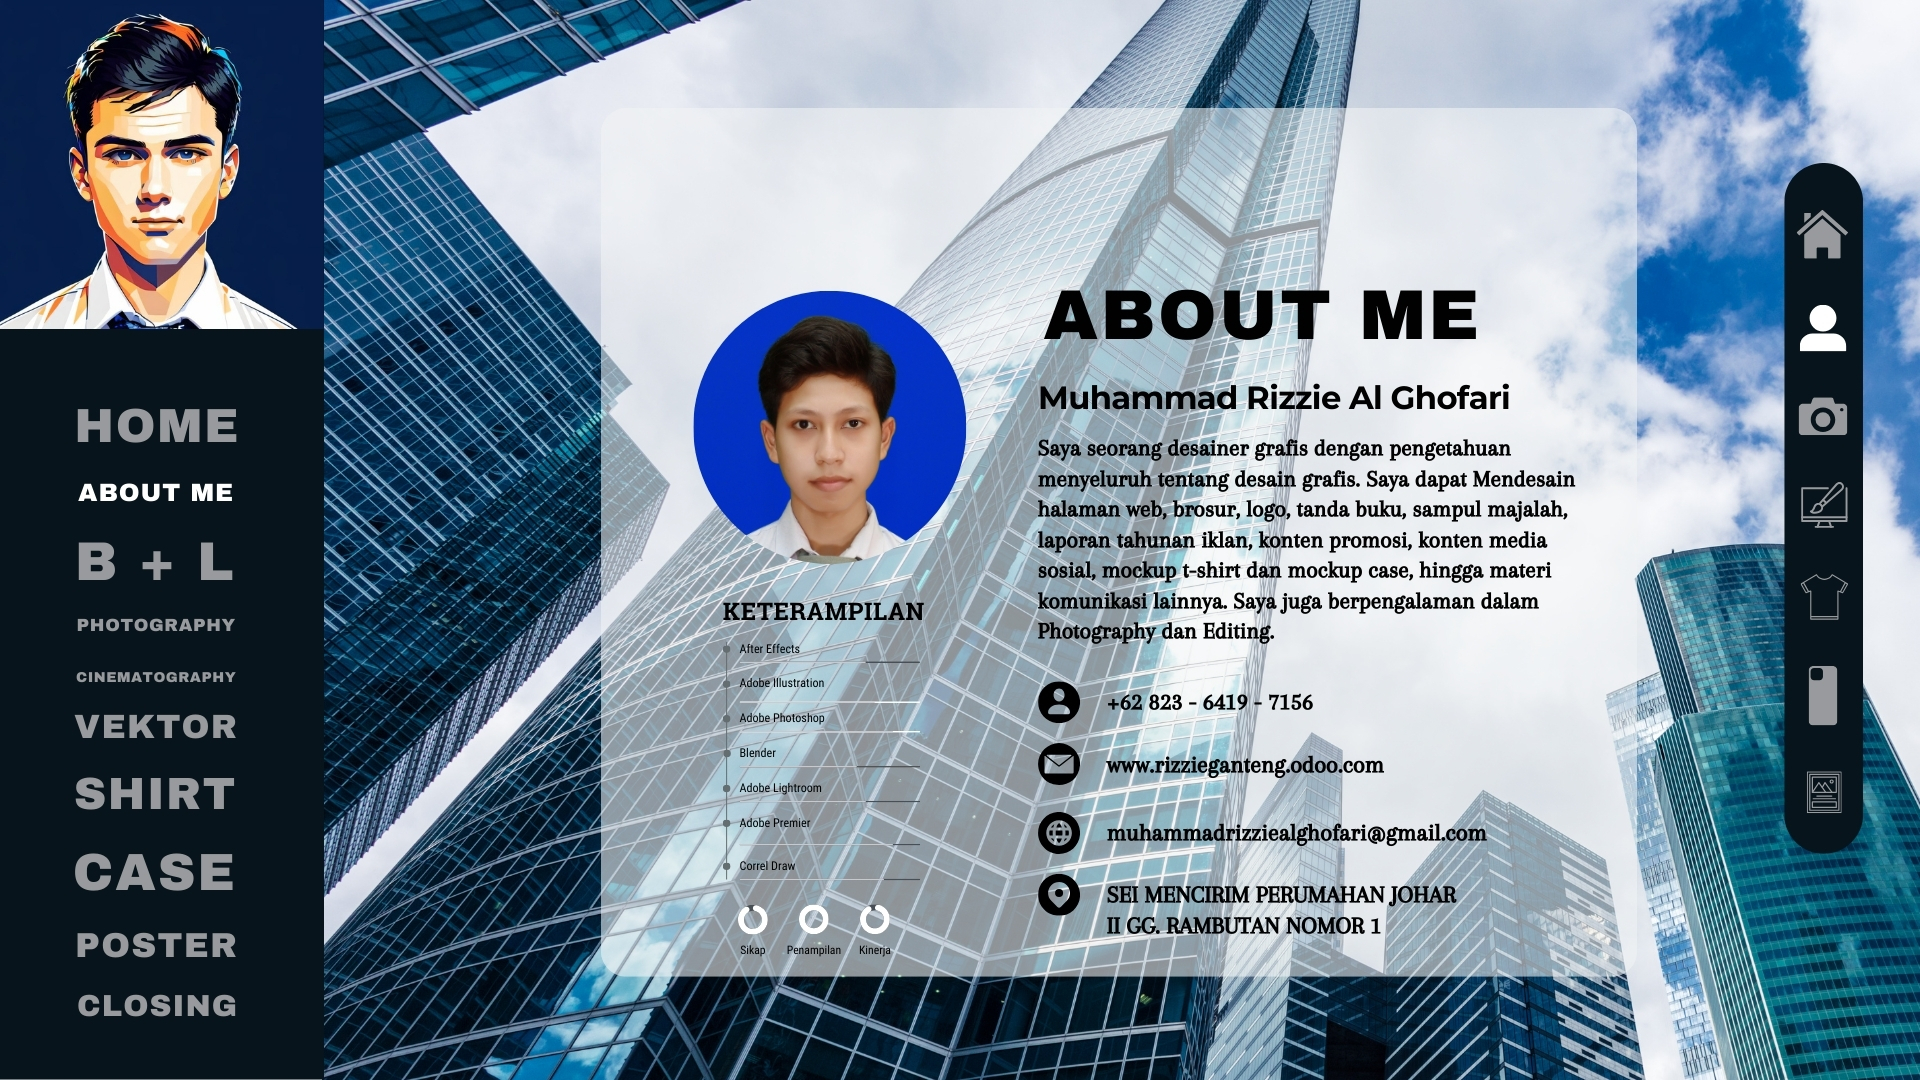 HOME
ABOUT ME
B + L
PHOTOGRAPHY
CINEMATOGRAPHY
VEKTOR
SHIRT
CASE
POSTER
CLOSING
KETERAMPILAN
After Effects
Adobe Illustration
Adobe Photoshop
Blender
Adobe Lightroom
Adobe Premier
Correl Draw
Sikap Penampilan Kinerja
ABOUT ME
Muhammad Rizzie Al Ghofari
Saya seorang desainer grafis dengan pengetahuan
menyeluruh tentang desain grafis. Saya dapat Mendesain
halaman web, brosur, logo, tanda buku, sampul majalah,
laporan tahunan iklan, konten promosi, konten media
sosial, mockup t-shirt dan mockup case, hingga materi
komunikasi lainnya. Saya juga berpengalaman dalam
Photography dan Editing.
+62 823 - 6419 - 7156
www.rizzieganteng.odoo.com
muhammadrizziealghofari@gmail.com
SEI MENCIRIM PERUMAHAN JOHAR
II GG. RAMBUTAN NOMOR 1